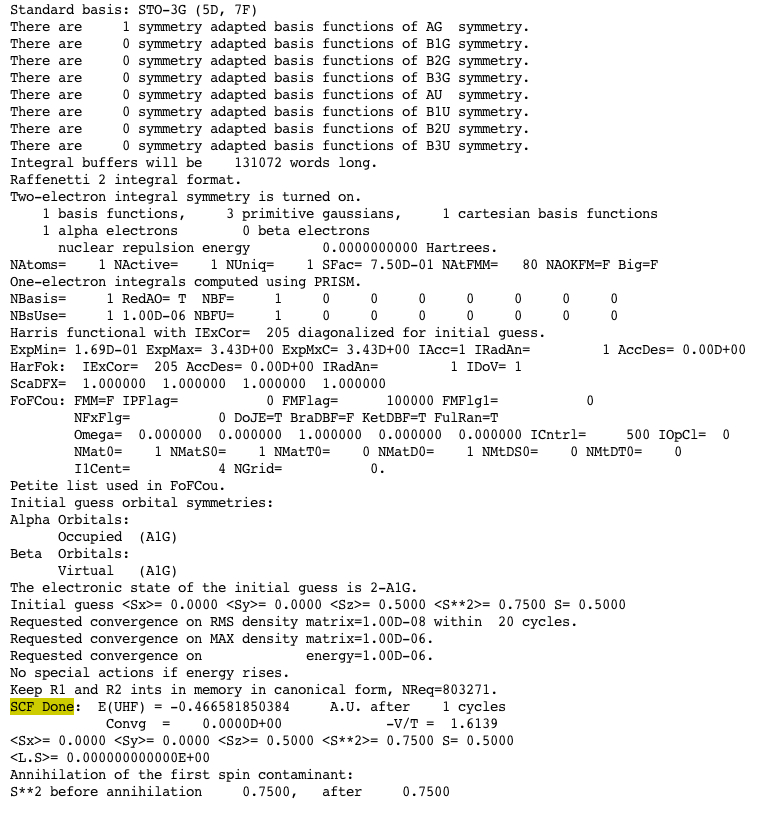 Standard basis: STO-3G (5D, 7F)
There are     1 symmetry adapted basis functions of AG  symmetry.
There are     0 symmetry adapted basis functions of B1G symmetry.
There are     0 symmetry adapted basis functions of B2G symmetry.
There are     0 symmetry adapted basis functions of B3G symmetry.
There are     0 symmetry adapted basis functions of AU  symmetry.
There are     0 symmetry adapted basis functions of B1U symmetry.
There are     0 symmetry adapted basis functions of B2U symmetry.
There are     0 symmetry adapted basis functions of B3U symmetry.
Integral buffers will be    131072 words long.
Raffenetti 2 integral format.
Two-electron integral symmetry is turned on.
    1 basis functions,     3 primitive gaussians,     1 cartesian basis functions
    1 alpha electrons        0 beta electrons
      nuclear repulsion energy         0.0000000000 Hartrees.
NAtoms=    1 NActive=    1 NUniq=    1 SFac= 7.50D-01 NAtFMM=   80 NAOKFM=F Big=F
One-electron integrals computed using PRISM.
NBasis=     1 RedAO= T  NBF=     1     0     0     0     0     0     0     0
NBsUse=     1 1.00D-06 NBFU=     1     0     0     0     0     0     0     0
Harris functional with IExCor=  205 diagonalized for initial guess.
ExpMin= 1.69D-01 ExpMax= 3.43D+00 ExpMxC= 3.43D+00 IAcc=1 IRadAn=         1 AccDes= 0.00D+00
HarFok:  IExCor=  205 AccDes= 0.00D+00 IRadAn=         1 IDoV= 1
ScaDFX=  1.000000  1.000000  1.000000  1.000000
FoFCou: FMM=F IPFlag=           0 FMFlag=      100000 FMFlg1=           0
        NFxFlg=           0 DoJE=T BraDBF=F KetDBF=T FulRan=T
        Omega=  0.000000  0.000000  1.000000  0.000000  0.000000 ICntrl=     500 IOpCl=  0
        NMat0=    1 NMatS0=    1 NMatT0=    0 NMatD0=    1 NMtDS0=    0 NMtDT0=    0
        I1Cent=           4 NGrid=           0.
Petite list used in FoFCou.
Initial guess orbital symmetries:
Alpha Orbitals:
      Occupied  (A1G)
Beta  Orbitals:
      Virtual   (A1G)
The electronic state of the initial guess is 2-A1G.
Initial guess <Sx>= 0.0000 <Sy>= 0.0000 <Sz>= 0.5000 <S**2>= 0.7500 S= 0.5000
Requested convergence on RMS density matrix=1.00D-08 within  20 cycles.
Requested convergence on MAX density matrix=1.00D-06.
Requested convergence on             energy=1.00D-06.
No special actions if energy rises.
Keep R1 and R2 ints in memory in canonical form, NReq=803271.
SCF Done:  E(UHF) = -0.466581850384     A.U. after    1 cycles
            Convg  =    0.0000D+00             -V/T =  1.6139
<Sx>= 0.0000 <Sy>= 0.0000 <Sz>= 0.5000 <S**2>= 0.7500 S= 0.5000
<L.S>= 0.000000000000E+00
Annihilation of the first spin contaminant:
S**2 before annihilation     0.7500,   after     0.7500